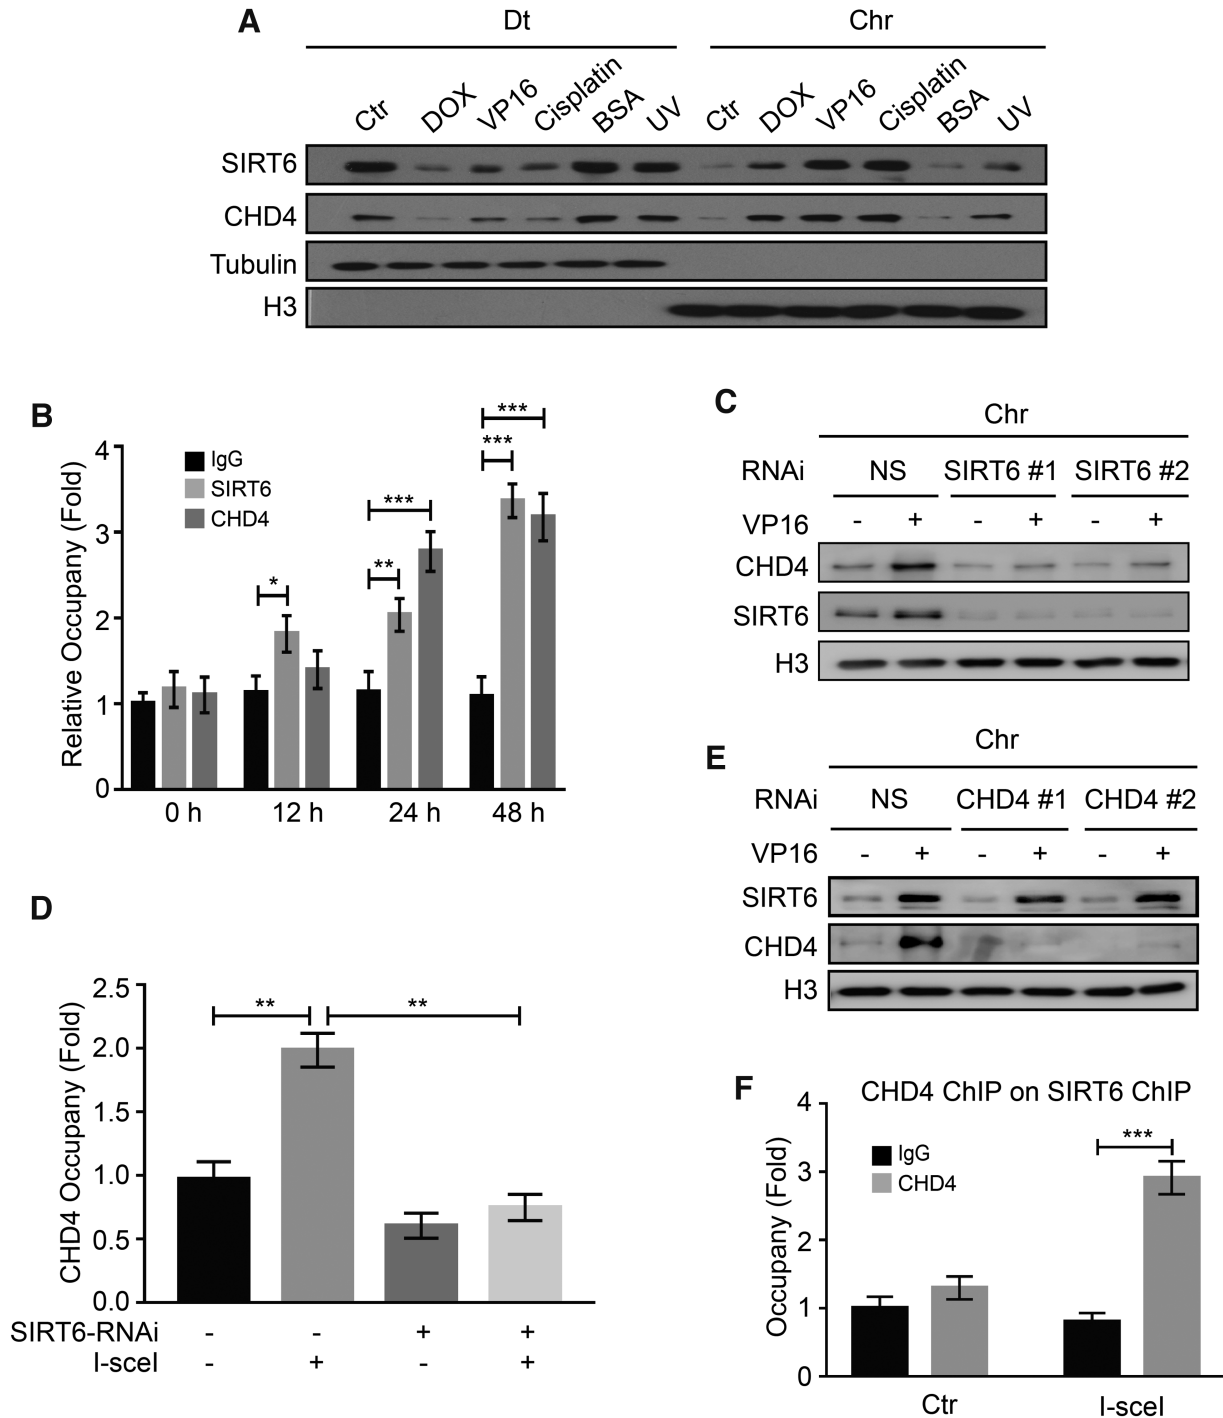 A
Dt
Chr
Ctr
DOX
VP16
Cisplatin
BSA
UV
Ctr
DOX
VP16
Cisplatin
BSA
UV
SIRT6
CHD4
Tubulin
H3
B
Relative Occupany (Fold)
4
3
2
1
0
IgG
SIRT6
CHD4
*
**
***
***
***
0 h
12 h
24 h
48 h
C
Chr
RNAi NS SIRT6 #1 SIRT6 #2
VP16 - + - + - +
CHD4
SIRT6
H3
D
CHD4 Occupany (Fold)
2.5
2.0
1.5
1.0
0.5
0.0
**
**
SIRT6-RNAi - - + +
I-sceI - + - +
E
Chr
RNAi NS CHD4 #1 CHD4 #2
VP16 - + - + - +
SIRT6
CHD4
H3
F
CHD4 ChIP on SIRT6 ChIP
Occupany (Fold)
4
3
2
1
0
IgG
CHD4
***
Ctr
I-sceI